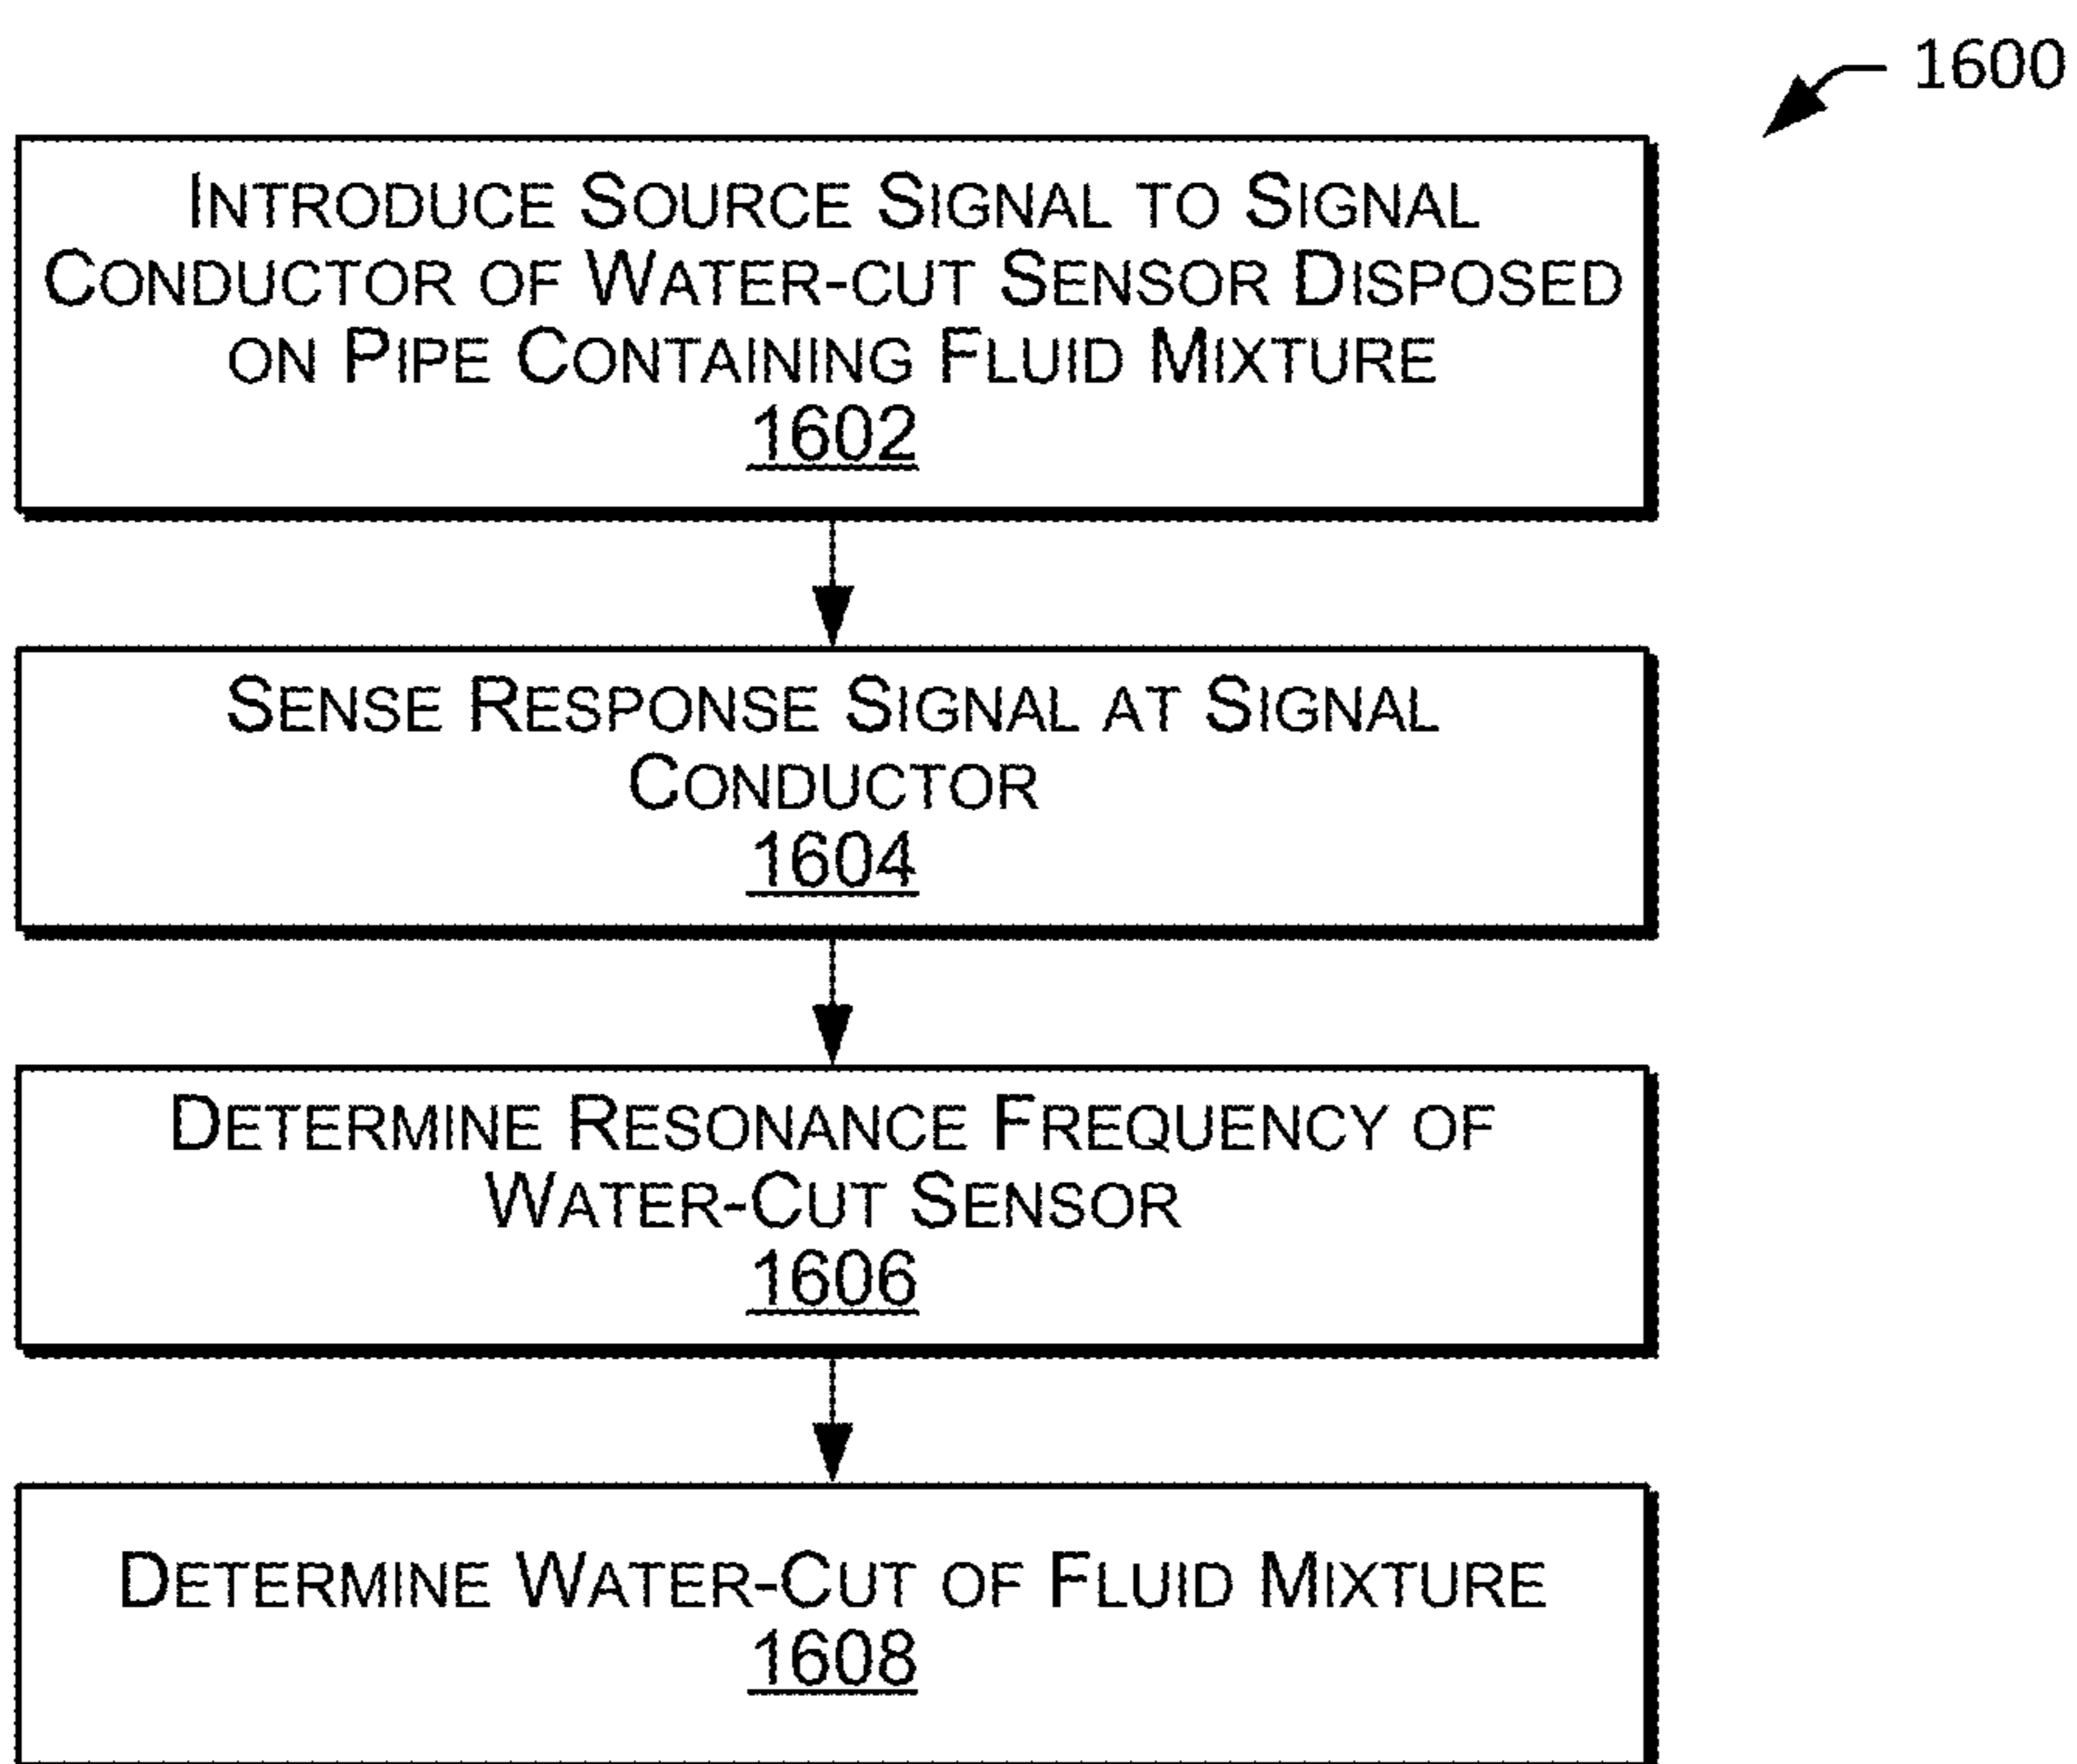 1600
INTRODUCE SOURCE SIGNAL TO SIGNAL
CONDUCTOR OF WATER-CUT SENSOR DISPOSED
ON PIPE CONTAINING FLUID MIXTURE
1602
SENSE RESPONSE SIGNAL AT SIGNAL
CONDUCTOR
1604
DETERMINE RESONANCE FREQUENCY OF
WATER-CUT SENSOR
1606
DETERMINE WATER-CUT OF FLUID MIXTURE
1608